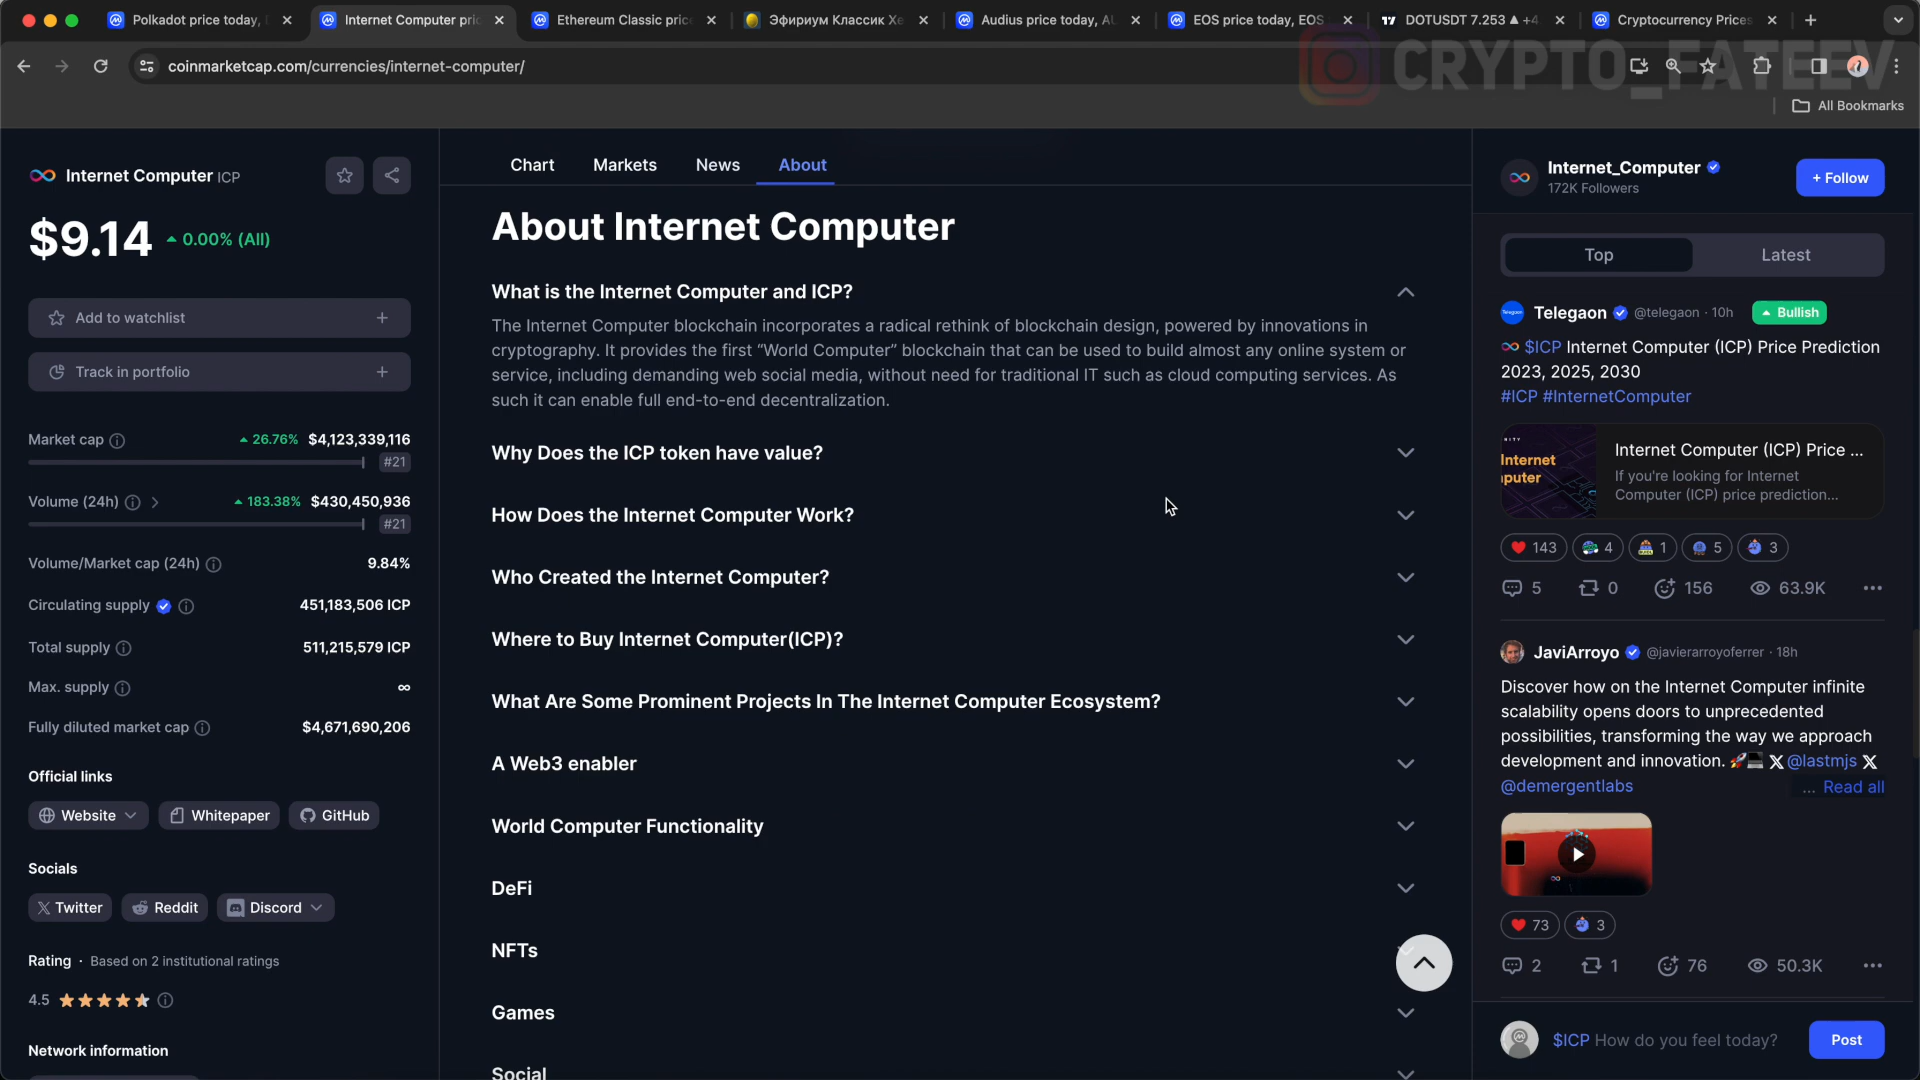 Polkadot price today,
Internet Computer pric
Ethereum Classic price
Эфириум Классик Хе
Audius price today, AU
EOS price today, EOS
DOTUSDT 7.253 ▲ +4
Cryptocurrency Prices
coinmarketcap.com/currencies/internet-computer/
CRYPTO_FATEEV
All Bookmarks
Internet Computer ICP
$9.14 0.00% (All)
Add to watchlist
Track in portfolio
Market cap 26.76% $4,123,339,116
#21
Volume (24h) 183.38% $430,450,936
#21
Volume/Market cap (24h) 9.84%
Circulating supply 451,183,506 ICP
Total supply 511,215,579 ICP
Max. supply ∞
Fully diluted market cap $4,671,690,206
Official links
Website Whitepaper GitHub
Socials
Twitter Reddit Discord
Rating · Based on 2 institutional ratings
4.5
Network information
Chart Markets News About
About Internet Computer
What is the Internet Computer and ICP?
The Internet Computer blockchain incorporates a radical rethink of blockchain design, powered by innovations in
cryptography. It provides the first “World Computer” blockchain that can be used to build almost any online system or
service, including demanding web social media, without need for traditional IT such as cloud computing services. As
such it can enable full end-to-end decentralization.
Why Does the ICP token have value?
How Does the Internet Computer Work?
Who Created the Internet Computer?
Where to Buy Internet Computer(ICP)?
What Are Some Prominent Projects In The Internet Computer Ecosystem?
A Web3 enabler
World Computer Functionality
DeFi
NFTs
Games
Social
Internet_Computer
172K Followers
+ Follow
Top Latest
Telegaon @telegaon · 10h Bullish
$ICP Internet Computer (ICP) Price Prediction
2023, 2025, 2030
#ICP #InternetComputer
Internet
puter
Internet Computer (ICP) Price ...
If you're looking for Internet
Computer (ICP) price prediction...
143 4 1 5 3
5 0 156 63.9K
JaviArroyo @javierarroyoferrer · 18h
Discover how on the Internet Computer infinite
scalability opens doors to unprecedented
possibilities, transforming the way we approach
development and innovation. 🚀💻 𝕏 @lastmjs 𝕏
@demergentlabs ... Read all
73 3
2 1 76 50.3K
$ICP How do you feel today? Post